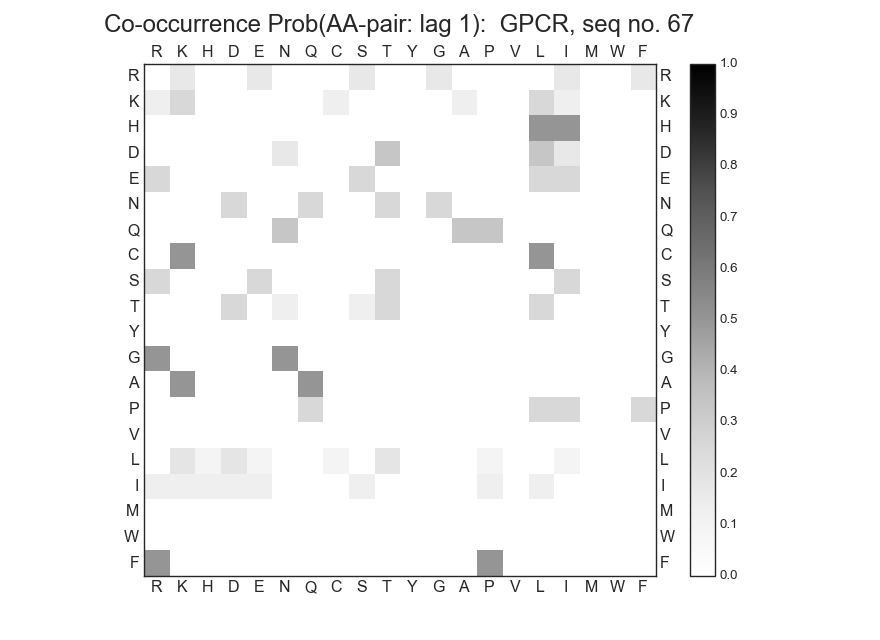 Co-occurrence Prob(AA-pair: lag 1):  GPCR, seq no. 67
R K H D E N Q C S T Y G A P V L I M W F
R R 1.0
K K
H H 0.9
D D
E E 0.8
N N 0.7
Q Q
C C 0.6
S S
T T 0.5
Y Y
G G 0.4
A A
P P 0.3
V V
L L 0.2
I I
M M 0.1
W W
F F 0.0
R K H D E N Q C S T Y G A P V L I M W F